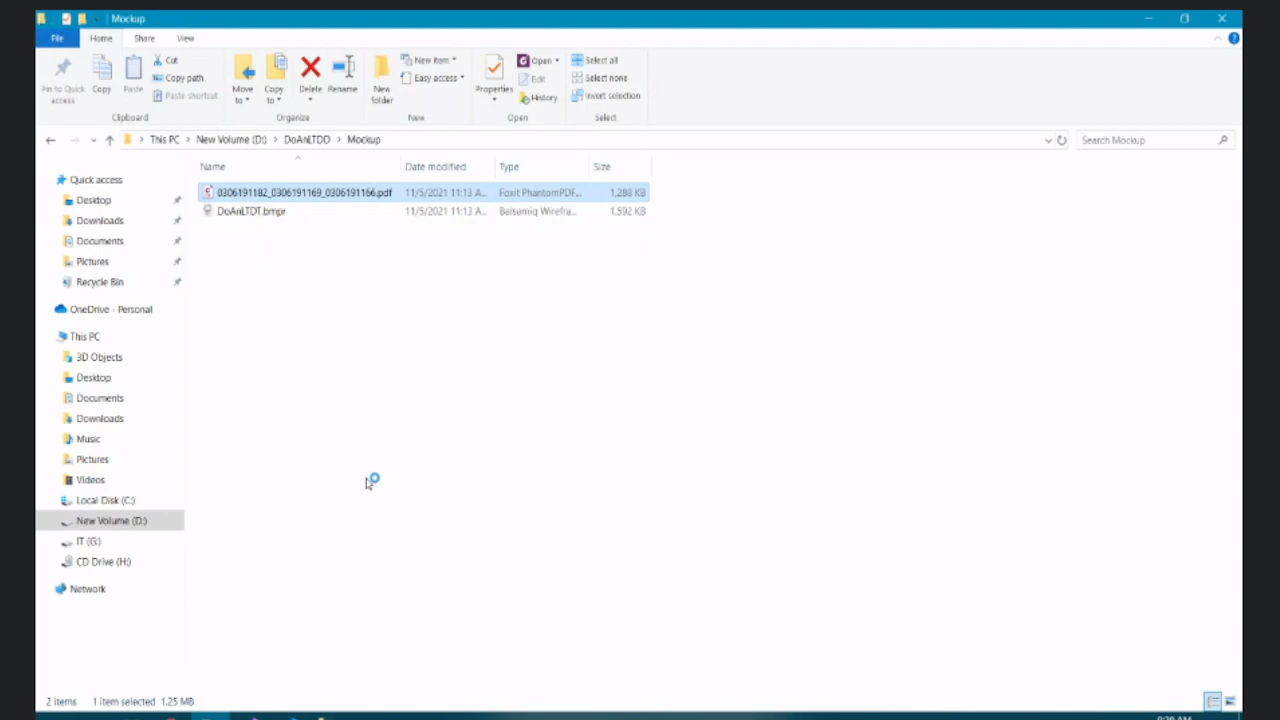 Mockup
File Home Share View
Pin to Quick access
Copy
Paste
Cut
Copy path
Paste shortcut
Clipboard
Move to
Copy to
Delete
Rename
Organize
New folder
New item
Easy access
New
Properties
Open
Edit
History
Open
Select all
Select none
Invert selection
Select
This PC > New Volume (D:) > DoAnLTDD > Mockup
Search Mockup
Name Date modified Type Size
0306191182_0306191169_0306191166.pdf 11/5/2021 11:13 A... Foxit PhantomPDF... 1,288 KB
DoAnLTDT.bmpr 11/5/2021 11:13 A... Balsamiq Wirefra... 1,592 KB
Quick access
Desktop
Downloads
Documents
Pictures
Recycle Bin
OneDrive - Personal
This PC
3D Objects
Desktop
Documents
Downloads
Music
Pictures
Videos
Local Disk (C:)
New Volume (D:)
IT (G:)
CD Drive (H:)
Network
2 items 1 item selected 1.25 MB